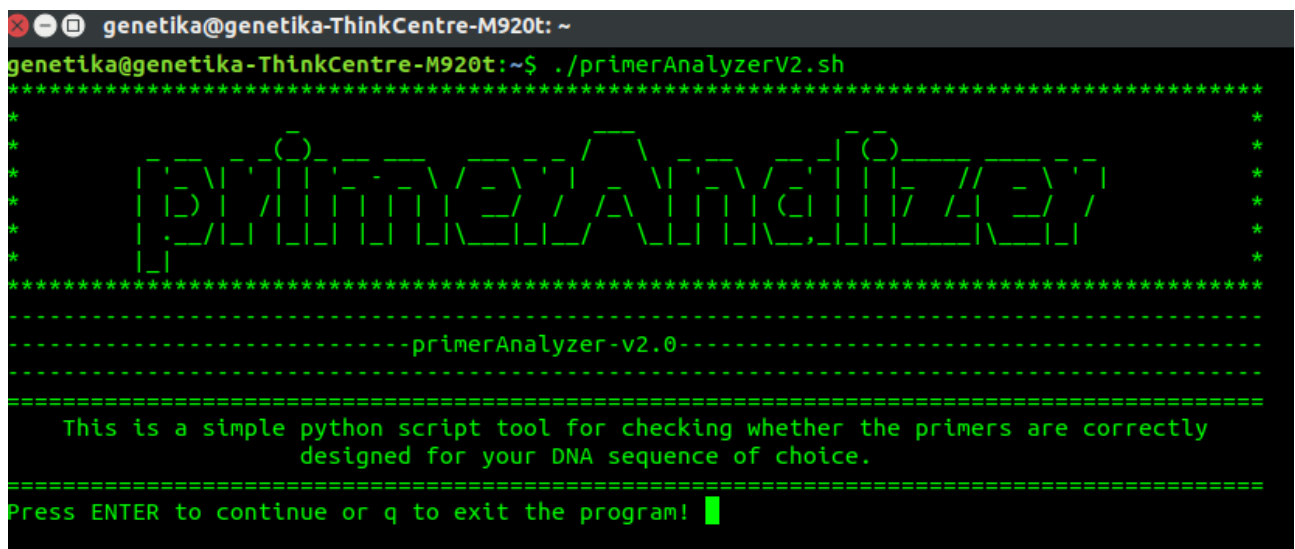 genetika@genetika-ThinkCentre-M920t: ~
genetika@genetika-ThinkCentre-M920t:~$ ./primerAnalyzerV2.sh
primerAnalizer
primerAnalyzer-v2.0
This is a simple python script tool for checking whether the primers are correctly
designed for your DNA sequence of choice.
Press ENTER to continue or q to exit the program!